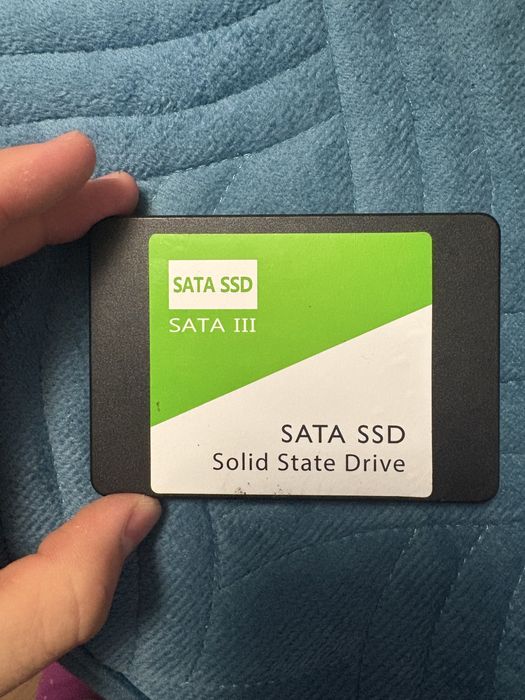 SATA SSD
SATA III
SATA SSD
Solid State Drive